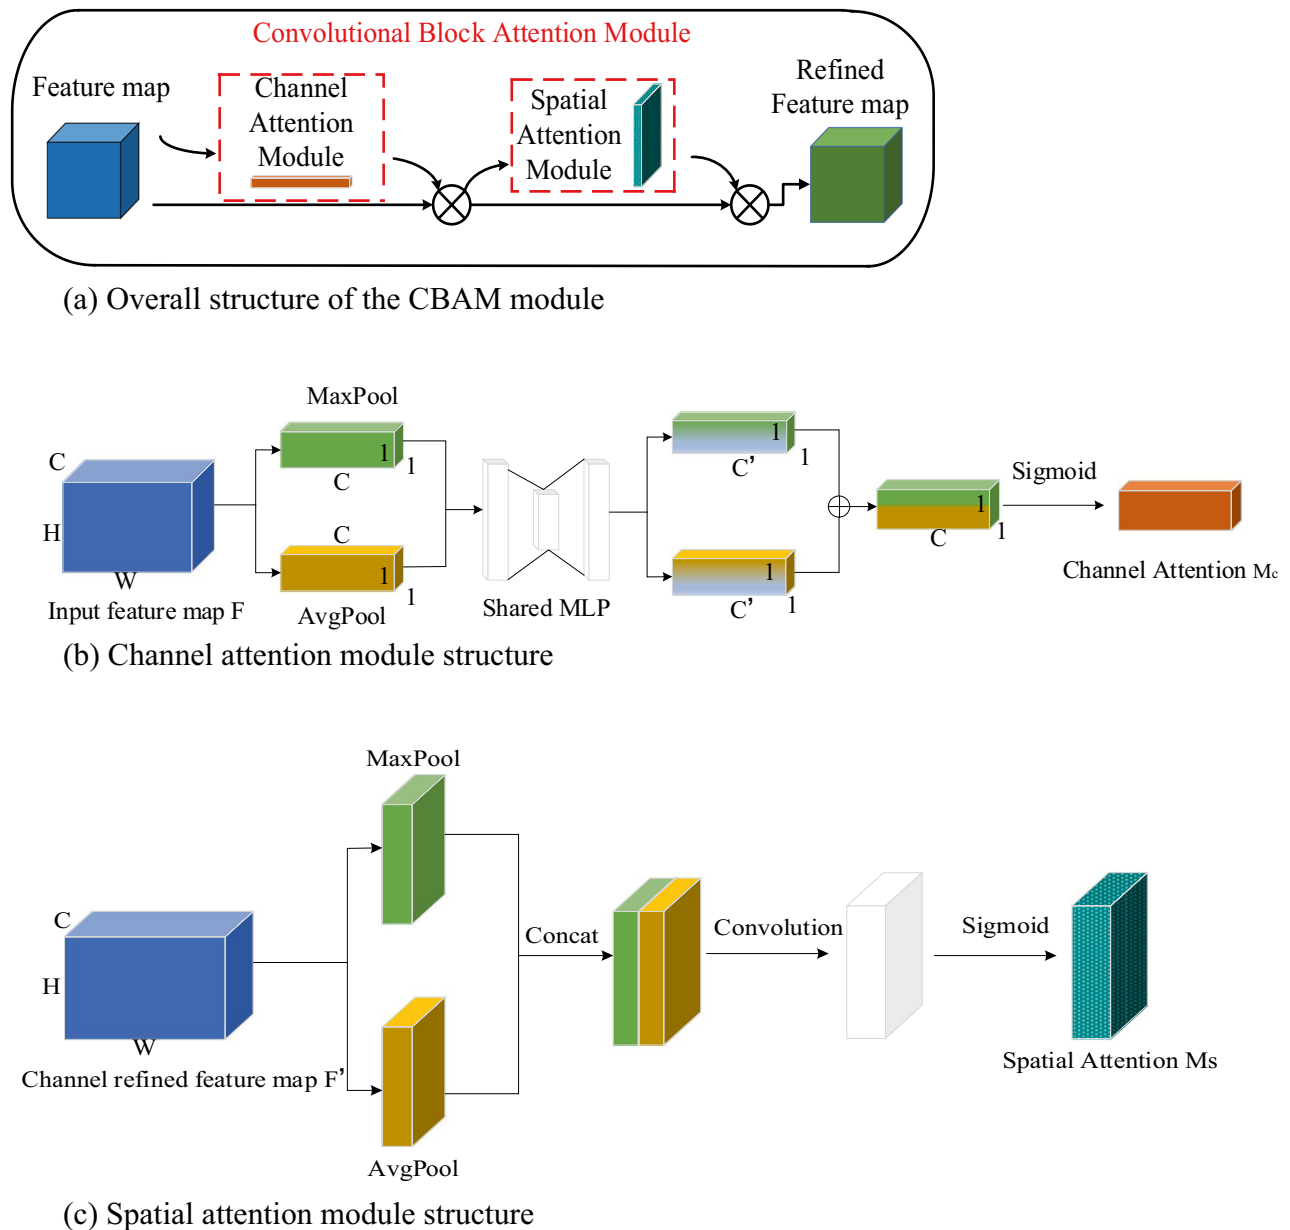 Convolutional Block Attention Module
Feature map
Channel
Attention
Module
Spatial
Attention
Module
Refined
Feature map
(a) Overall structure of the CBAM module
MaxPool
C
H
W
Input feature map F
1
1
C
C
1
1
AvgPool
Shared MLP
1
1
C’
1
1
C’
1
1
C
Sigmoid
Channel Attention Mc
(b) Channel attention module structure
MaxPool
C
H
W
Channel refined feature map F’
AvgPool
Concat
Convolution
Sigmoid
Spatial Attention Ms
(c) Spatial attention module structure